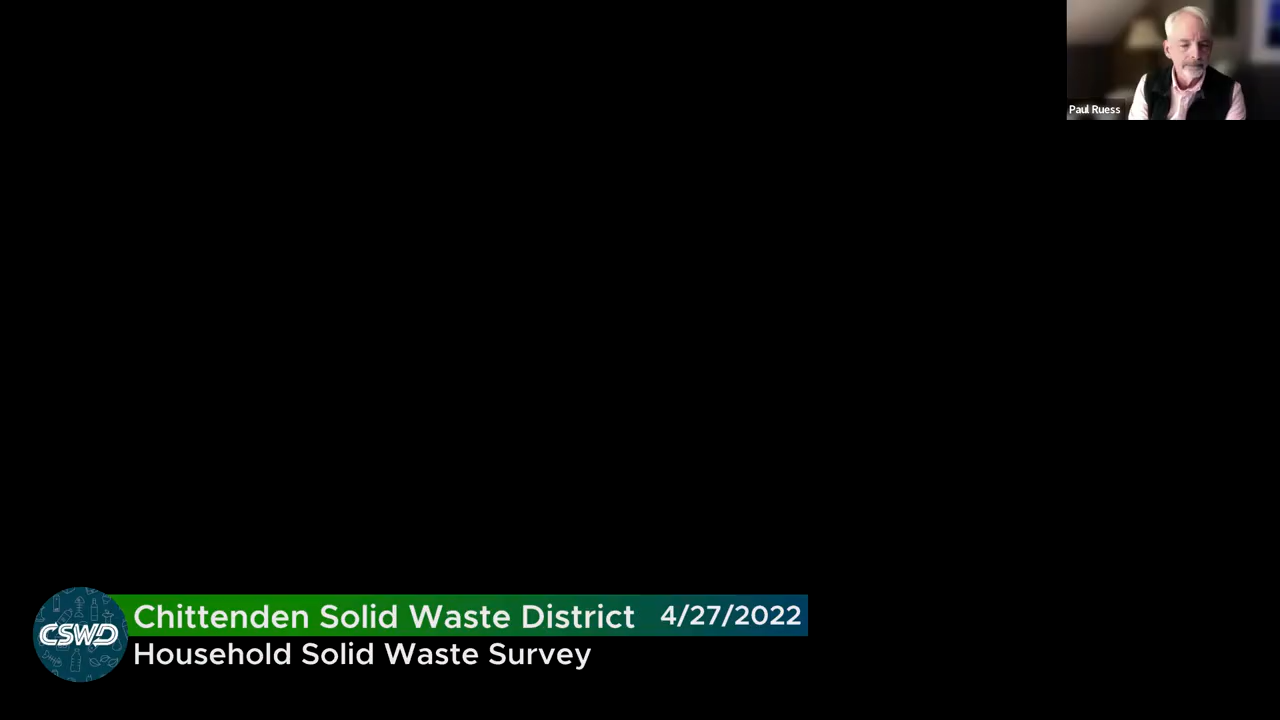 Paul Ruess
Chittenden Solid Waste District 4/27/2022
CSWD
Household Solid Waste Survey